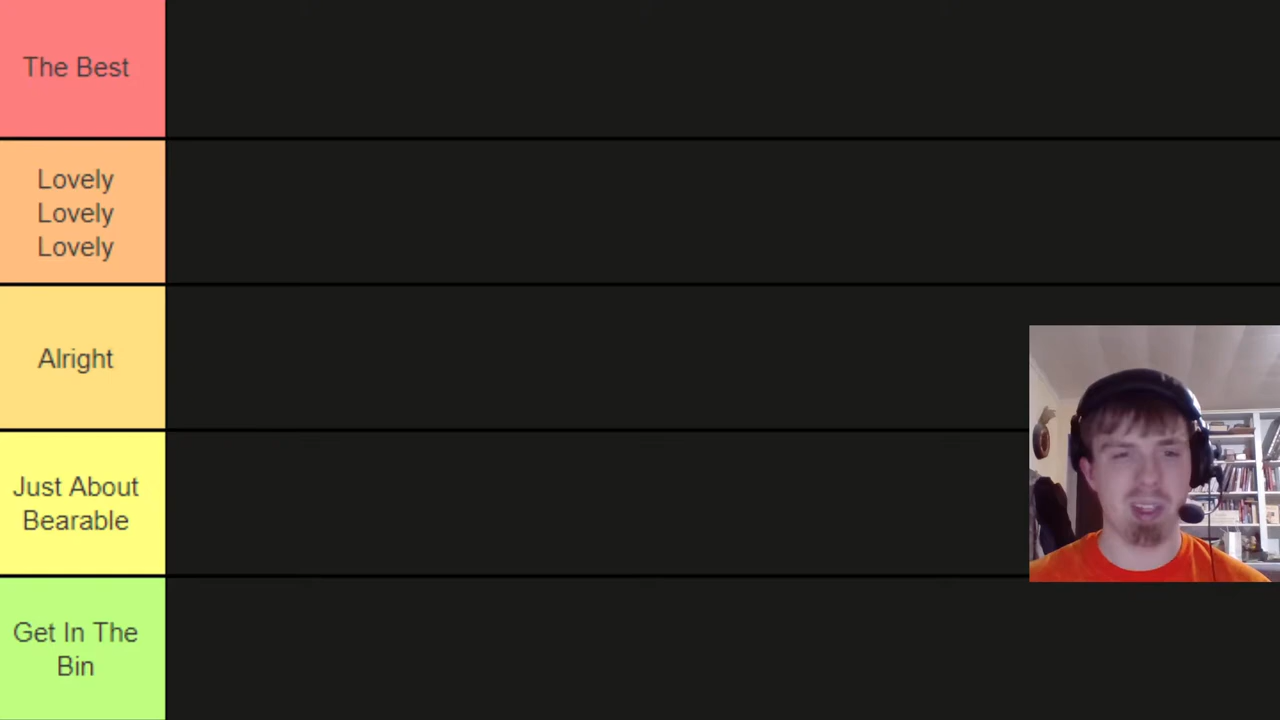 The Best
Lovely
Lovely
Lovely
Alright
Just About
Bearable
Get In The
Bin